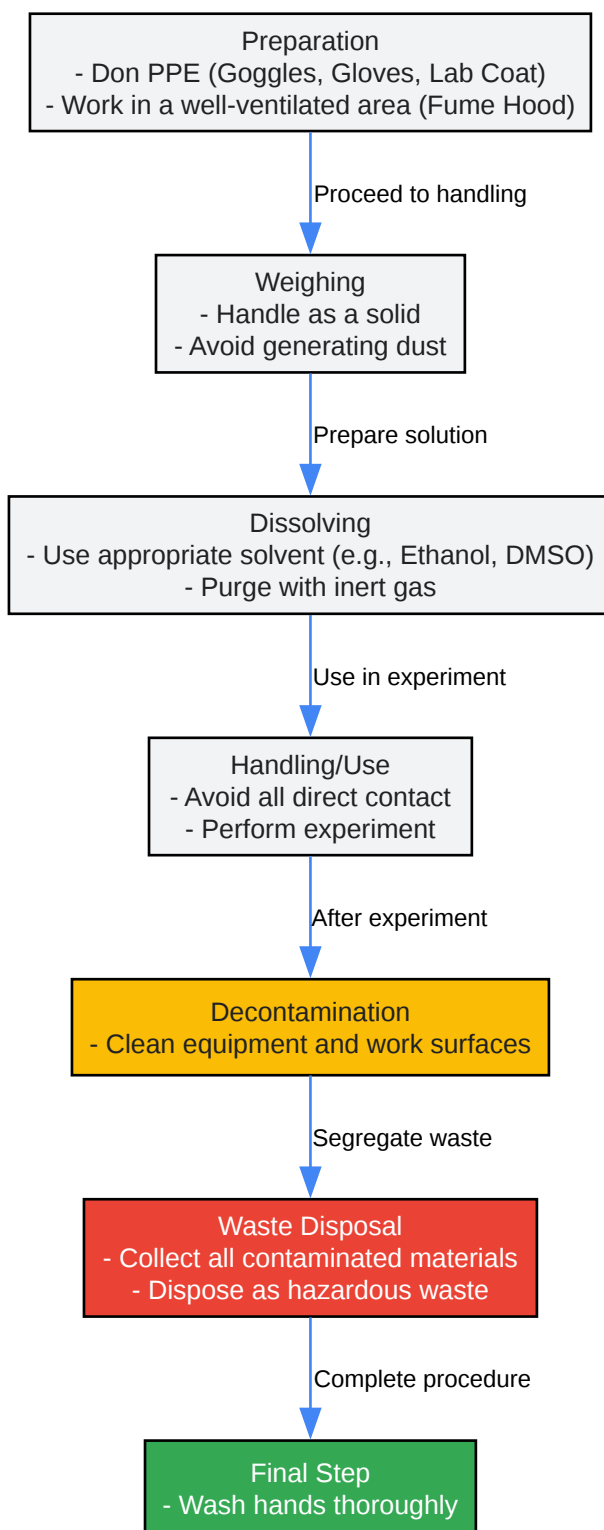 Preparation
- Don PPE (Goggles, Gloves, Lab Coat)
- Work in a well-ventilated area (Fume Hood)
Proceed to handling
Weighing
- Handle as a solid
- Avoid generating dust
Prepare solution
Dissolving
- Use appropriate solvent (e.g., Ethanol, DMSO)
- Purge with inert gas
Use in experiment
Handling/Use
- Avoid all direct contact
- Perform experiment
After experiment
Decontamination
- Clean equipment and work surfaces
Segregate waste
Waste Disposal
- Collect all contaminated materials
- Dispose as hazardous waste
Complete procedure
Final Step
- Wash hands thoroughly